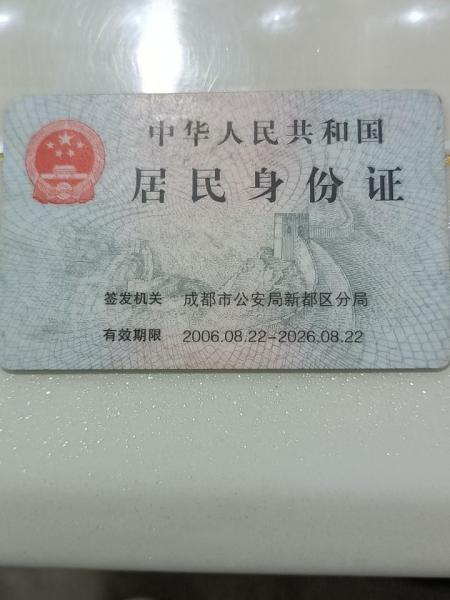 中华人民共和国
居民身份证
签发机关 成都市公安局新都区分局
有效期限 2006.08.22-2026.08.22